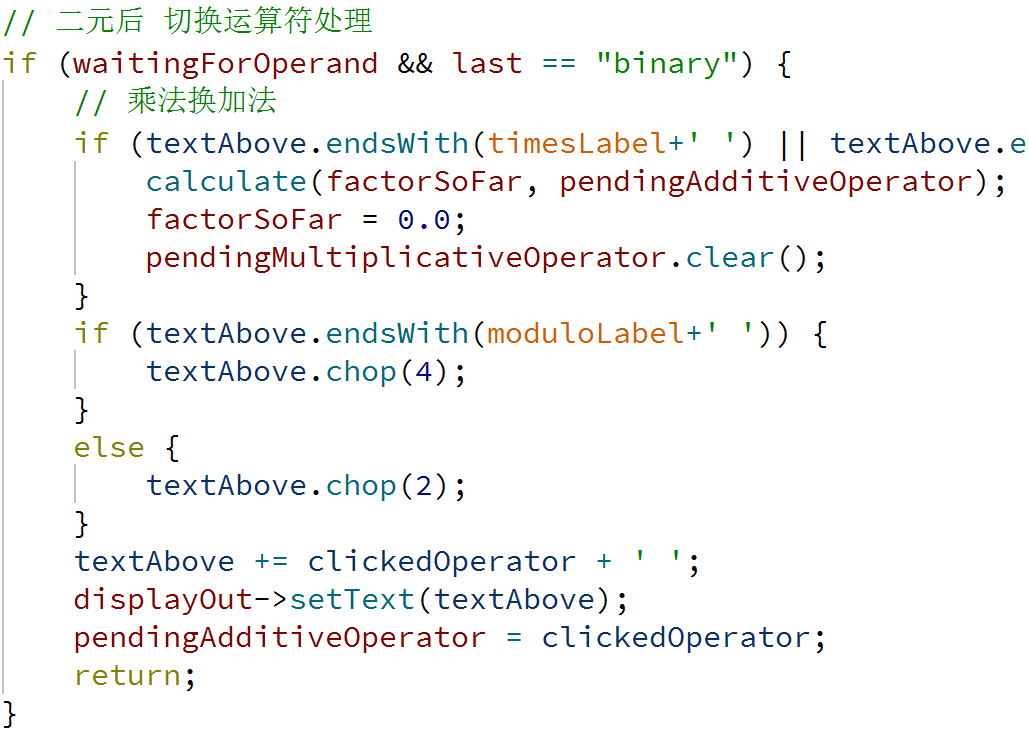 // 二元后 切换运算符处理
if (waitingForOperand && last == "binary") {
    // 乘法换加法
    if (textAbove.endsWith(timesLabel+' ') || textAbove.e
        calculate(factorSoFar, pendingAdditiveOperator);
        factorSoFar = 0.0;
        pendingMultiplicativeOperator.clear();
    }
    if (textAbove.endsWith(moduloLabel+' ')) {
        textAbove.chop(4);
    }
    else {
        textAbove.chop(2);
    }
    textAbove += clickedOperator + ' ';
    displayOut->setText(textAbove);
    pendingAdditiveOperator = clickedOperator;
    return;
}